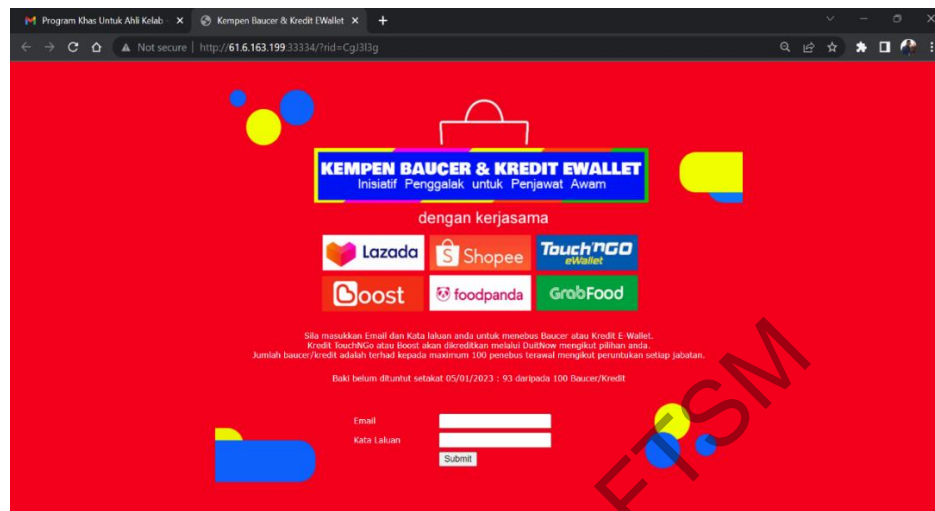 Program Khas Untuk Ahli Kelab -
Kempen Baucer & Kredit EWallet
Not secure | http://61.6.163.199:33334/?rid=CgJ3l3g
KEMPEN BAUCER & KREDIT EWALLET
Inisiatif Penggalak untuk Penjawat Awam
dengan kerjasama
Lazada
Shopee
Touch'nGO
eWallet
Boost
foodpanda
GrabFood
Sila masukkan Email dan Kata laluan anda untuk menebus Baucer atau Kredit E-Wallet.
Kredit TouchNGo atau Boost akan dikreditkan melalui DuitNow mengikut pilihan anda.
Jumlah baucer/kredit adalah terhad kepada maximum 100 penebus terawal mengikut peruntukan setiap jabatan.
Baki belum dituntut setakat 05/01/2023 : 93 daripada 100 Baucer/Kredit
Email
Kata Laluan
Submit
FTSM